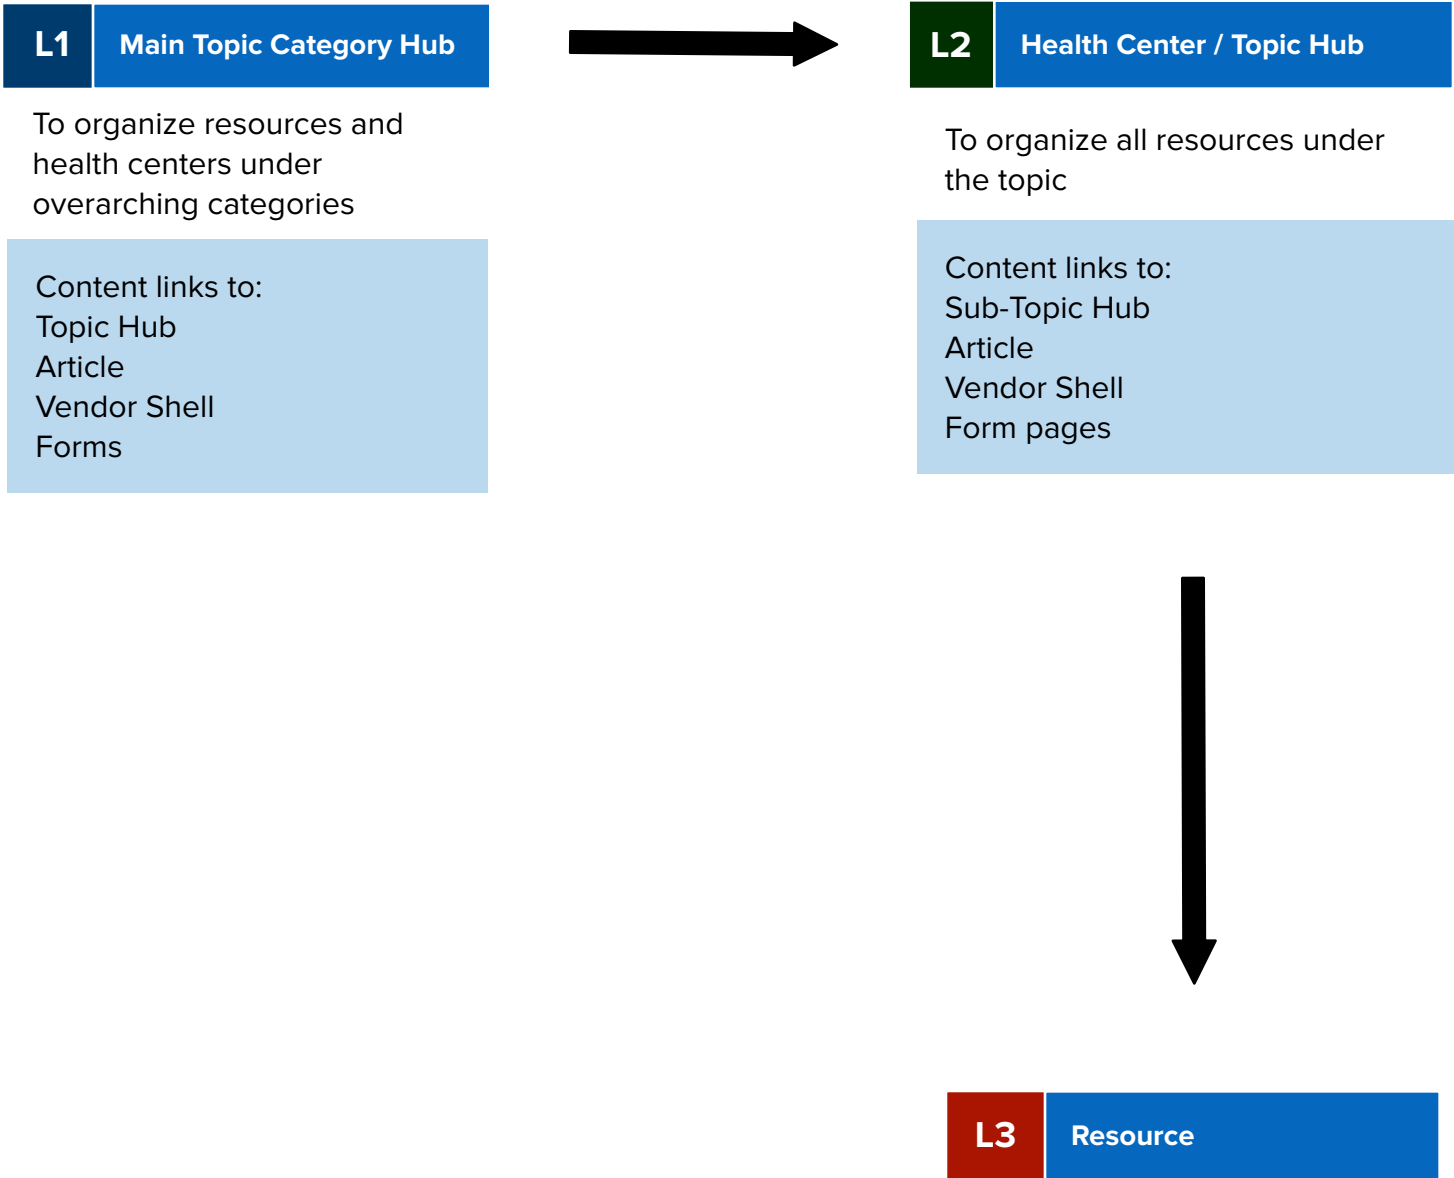 L1
Main Topic Category Hub
To organize resources and
health centers under
overarching categories
Content links to:
Topic Hub
Article
Vendor Shell
Forms
L2
Health Center / Topic Hub
To organize all resources under
the topic
Content links to:
Sub-Topic Hub
Article
Vendor Shell
Form pages
L3
Resource